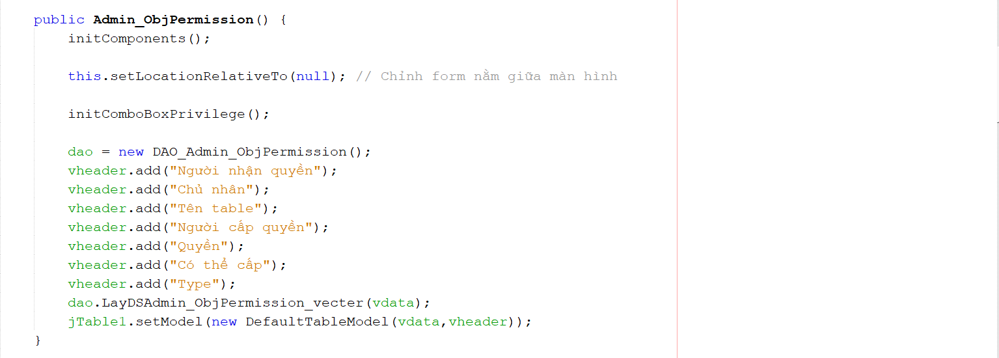 public Admin_ObjPermission() {
initComponents();
this.setLocationRelativeTo(null); // Chỉnh form nằm giữa màn hình
initComboBoxPrivilege();
dao = new DAO_Admin_ObjPermission();
vheader.add("Người nhận quyền");
vheader.add("Chủ nhân");
vheader.add("Tên table");
vheader.add("Người cấp quyền");
vheader.add("Quyền");
vheader.add("Có thể cấp");
vheader.add("Type");
dao.LayDSAdmin_ObjPermission_vecter(vdata);
jTable1.setModel(new DefaultTableModel(vdata,vheader));
}